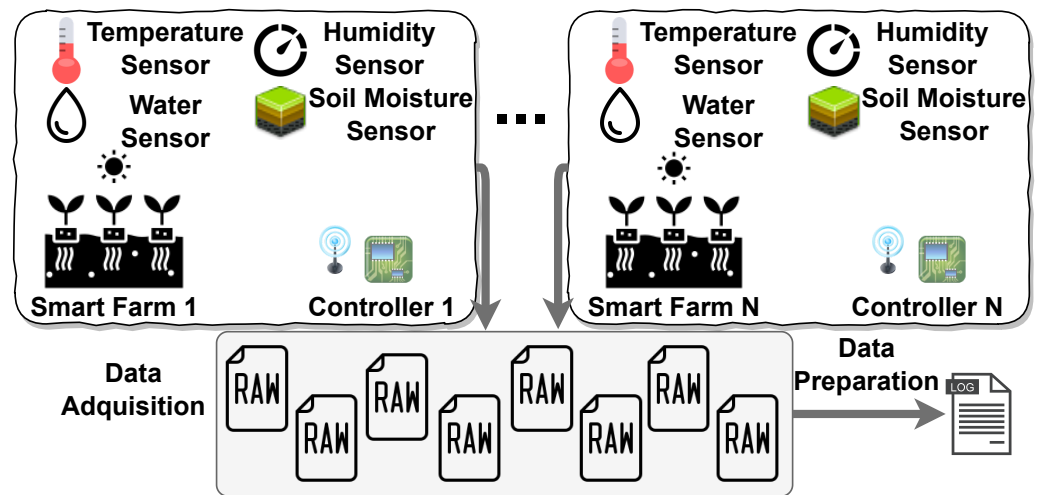 Temperature
Sensor
Humidity
Sensor
Water
Sensor
Soil Moisture
Sensor
Smart Farm 1
Controller 1
...
Temperature
Sensor
Humidity
Sensor
Water
Sensor
Soil Moisture
Sensor
Smart Farm N
Controller N
Data
Adquisition
RAW
RAW
RAW
RAW
RAW
RAW
RAW
RAW
Data
Preparation
LOG